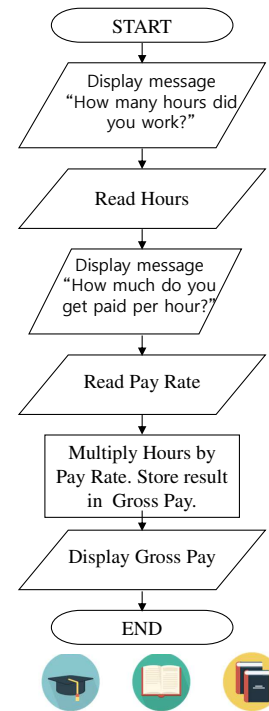 START
Display message
“How many hours did
you work?”
Read Hours
Display message
“How much do you
get paid per hour?”
Read Pay Rate
Multiply Hours by
Pay Rate. Store result
in Gross Pay.
Display Gross Pay
END